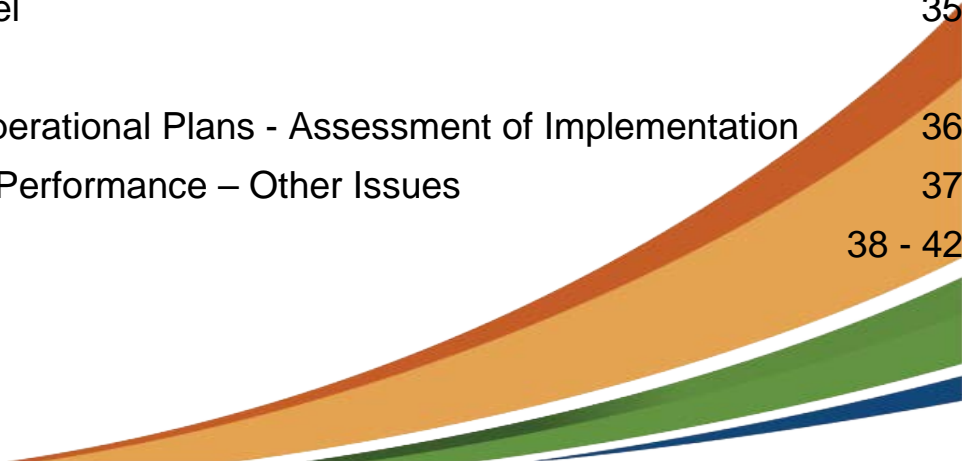 el 35
perational Plans - Assessment of Implementation 36
Performance – Other Issues 37
38 - 42